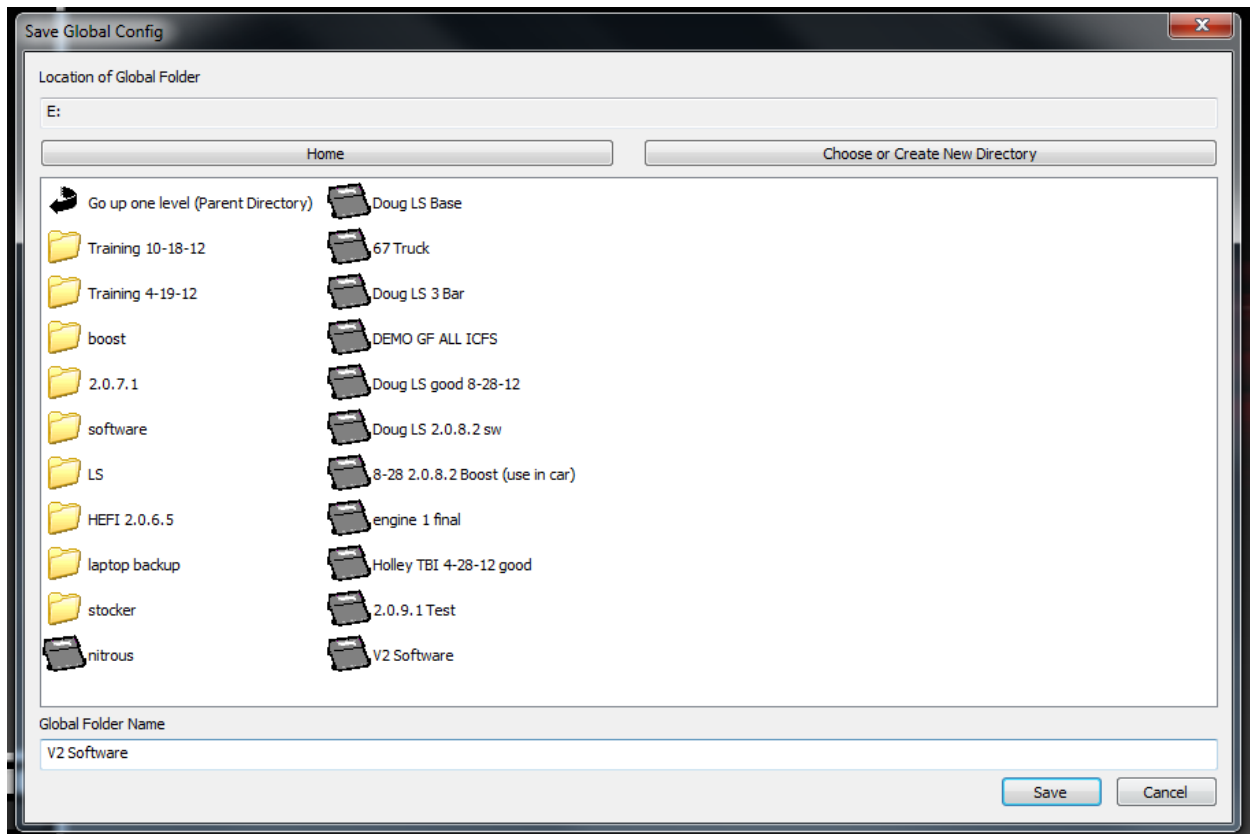 Save Global Config
Location of Global Folder
E:
Home
Choose or Create New Directory
Go up one level (Parent Directory)
Training 10-18-12
Training 4-19-12
boost
2.0.7.1
software
LS
HEFI 2.0.6.5
laptop backup
stocker
nitrous
Doug LS Base
67 Truck
Doug LS 3 Bar
DEMO GF ALL ICFS
Doug LS good 8-28-12
Doug LS 2.0.8.2 sw
8-28 2.0.8.2 Boost (use in car)
engine 1 final
Holley TBI 4-28-12 good
2.0.9.1 Test
V2 Software
Global Folder Name
V2 Software
Save
Cancel